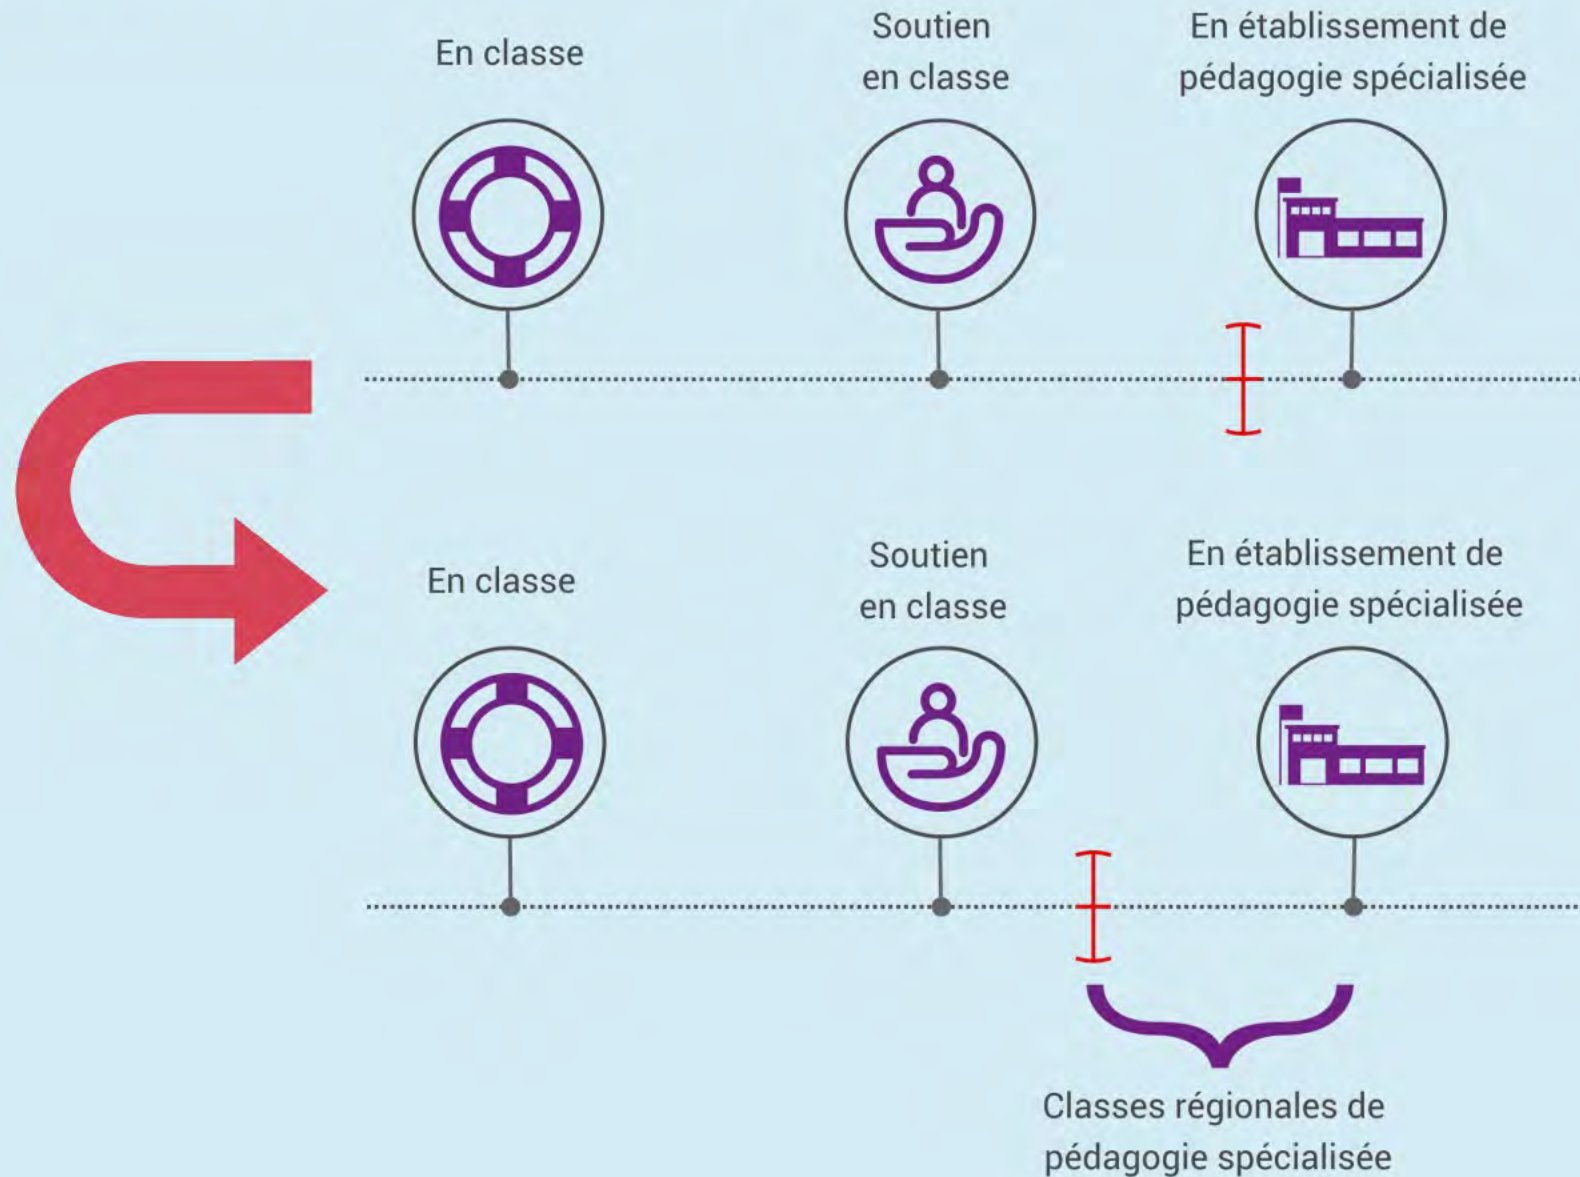 En classe
Soutien
en classe
En établissement de
pédagogie spécialisée
En classe
Soutien
en classe
En établissement de
pédagogie spécialisée
Classes régionales de
pédagogie spécialisée